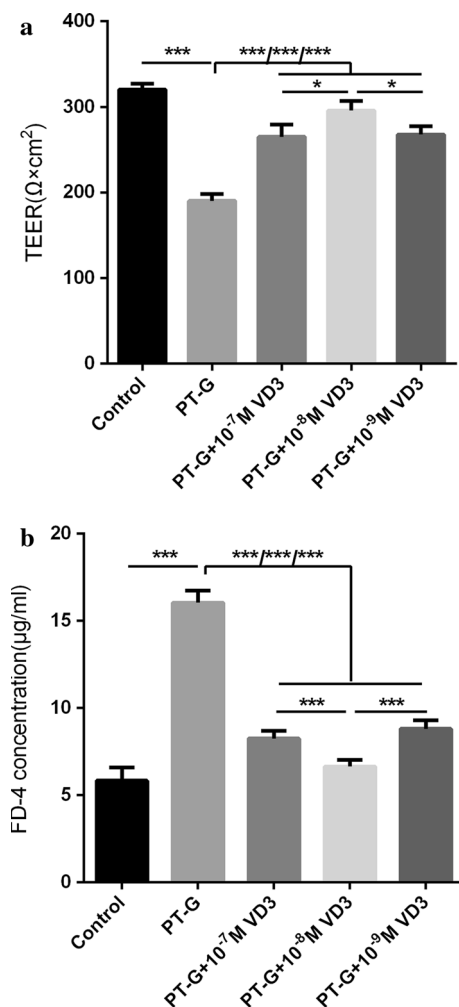 a
400
*** ***/***/***
* *
300
200
100
0
TEER(Ω×cm²)
Control
PT-G
PT-G+10⁻⁷M VD3
PT-G+10⁻⁸M VD3
PT-G+10⁻⁹M VD3
b
20
*** ***/***/***
15
10
*** ***
5
0
FD-4 concentration(μg/ml)
Control
PT-G
PT-G+10⁻⁷M VD3
PT-G+10⁻⁸M VD3
PT-G+10⁻⁹M VD3